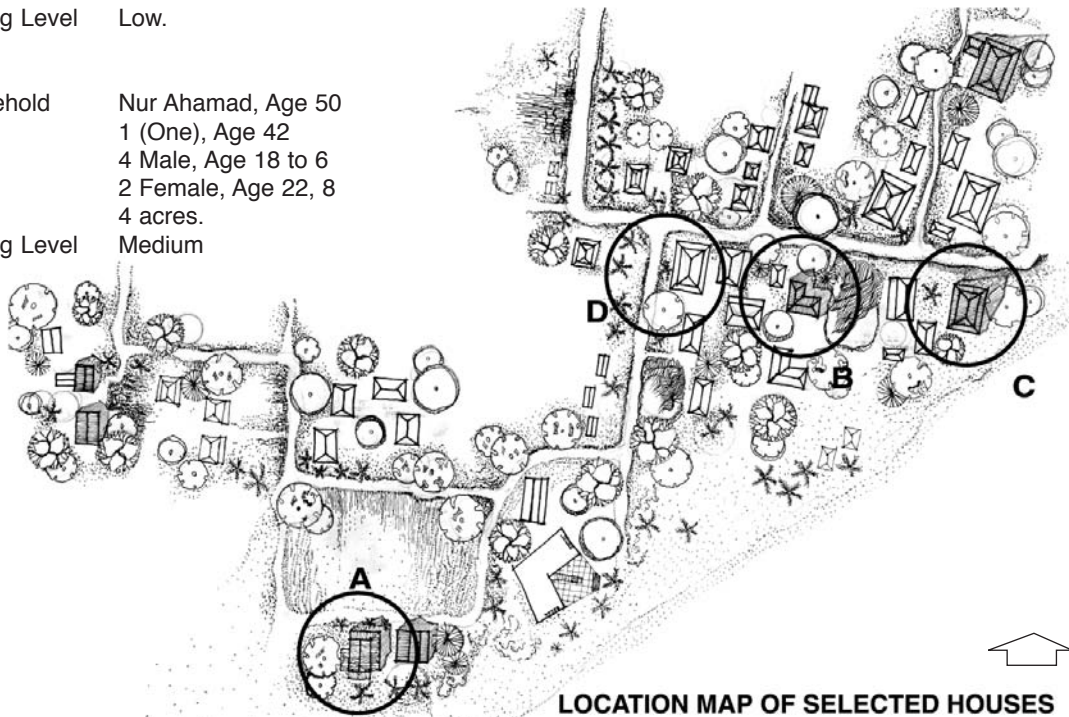 g Level Low.
ehold Nur Ahamad, Age 50
1 (One), Age 42
4 Male, Age 18 to 6
2 Female, Age 22, 8
4 acres.
g Level Medium
D
B
C
A
LOCATION MAP OF SELECTED HOUSES